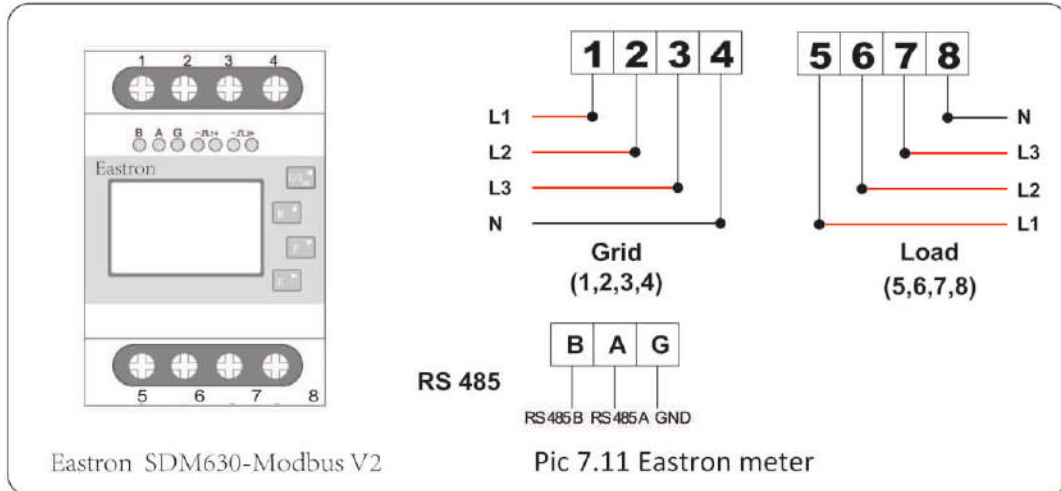 1 2 3 4
B A G
Eastron
5 6 7 8
Eastron SDM630-Modbus V2
1 2 3 4
L1
L2
L3
N
Grid
(1,2,3,4)
5 6 7 8
N
L3
L2
L1
Load
(5,6,7,8)
RS 485
B A G
RS485B RS485A GND
Pic 7.11 Eastron meter